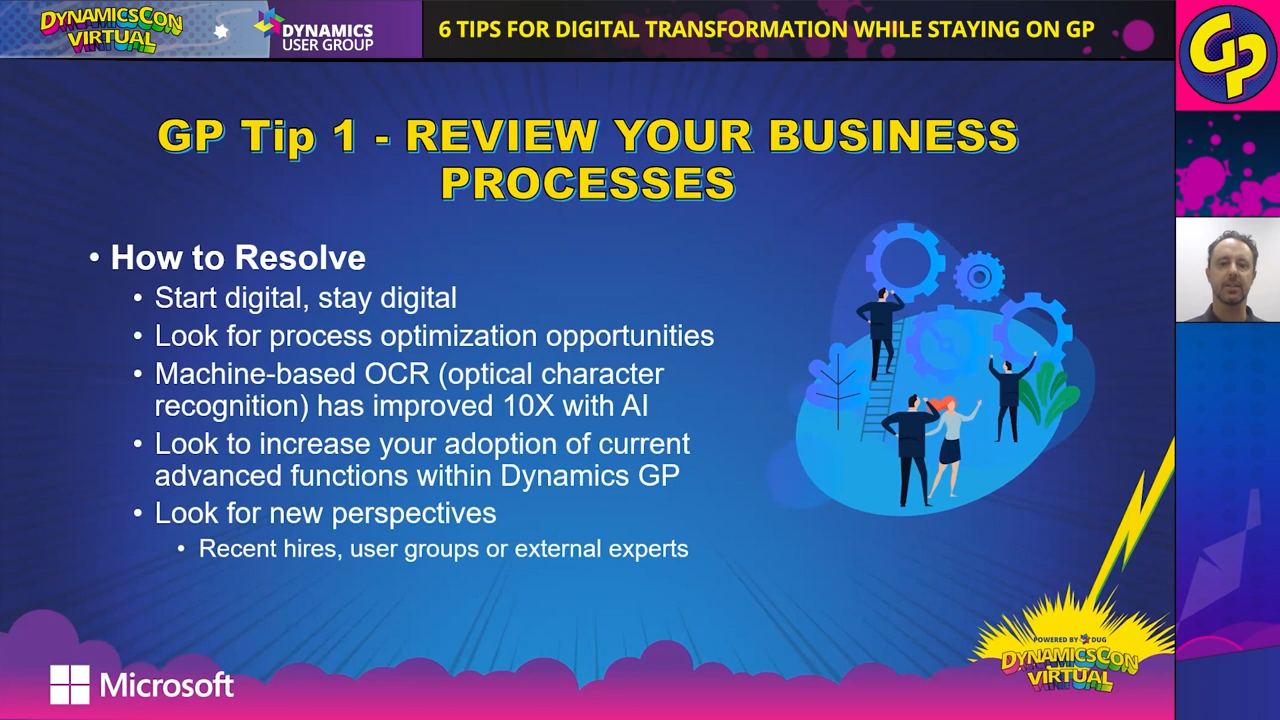 DYNAMICSCON
VIRTUAL
DYNAMICS
USER GROUP
6 TIPS FOR DIGITAL TRANSFORMATION WHILE STAYING ON GP
GP
GP Tip 1 - REVIEW YOUR BUSINESS
PROCESSES
• How to Resolve
• Start digital, stay digital
• Look for process optimization opportunities
• Machine-based OCR (optical character
recognition) has improved 10X with AI
• Look to increase your adoption of current
advanced functions within Dynamics GP
• Look for new perspectives
• Recent hires, user groups or external experts
Microsoft
POWERED BY DUG
DYNAMICSCON
VIRTUAL